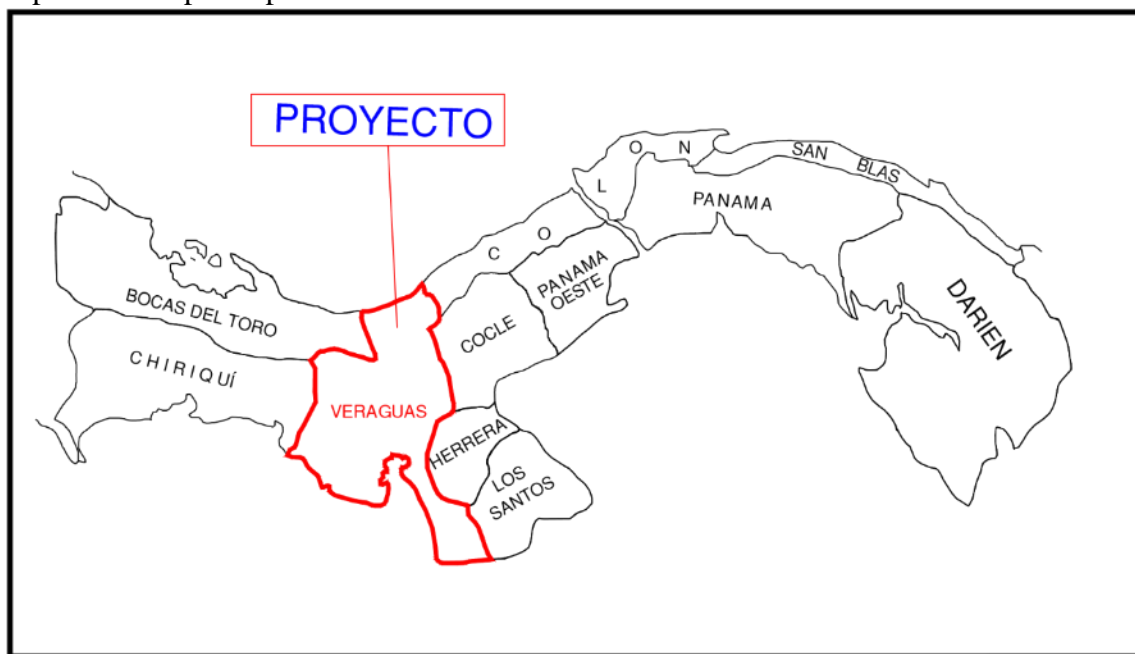 PROYECTO
C O L O N
SAN BLAS
PANAMA
PANAMA
OESTE
BOCAS DEL TORO
COCLE
DARIEN
CHIRIQUÍ
VERAGUAS
HERRERA
LOS
SANTOS